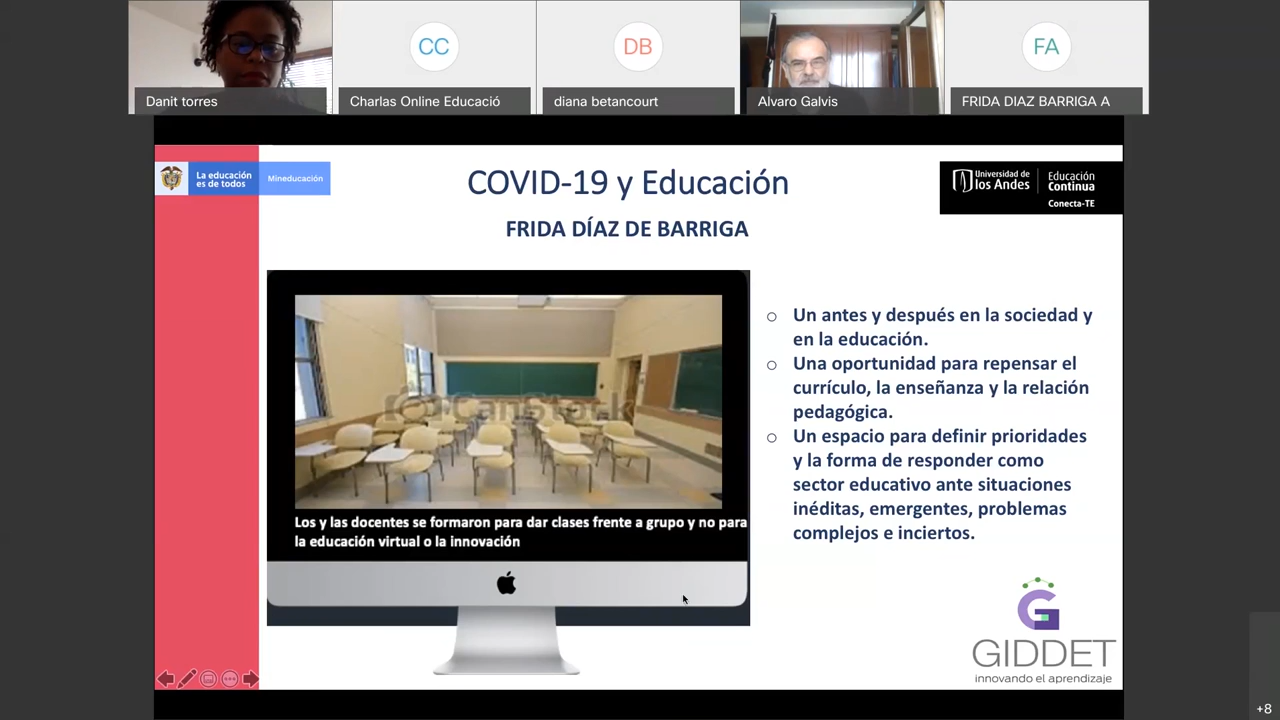 CC
DB
FA
Danit torres
Charlas Online Educació
diana betancourt
Alvaro Galvis
FRIDA DIAZ BARRIGA A
La educación
es de todos
Mineducación
COVID-19 y Educación
FRIDA DÍAZ DE BARRIGA
Universidad de
los Andes
Educación
Continua
Conecta-TE
CanStock
Los y las docentes se formaron para dar clases frente a grupo y no para
la educación virtual o la innovación
o Un antes y después en la sociedad y
en la educación.
o Una oportunidad para repensar el
currículo, la enseñanza y la relación
pedagógica.
o Un espacio para definir prioridades
y la forma de responder como
sector educativo ante situaciones
inéditas, emergentes, problemas
complejos e inciertos.
GIDDET
innovando el aprendizaje
+8